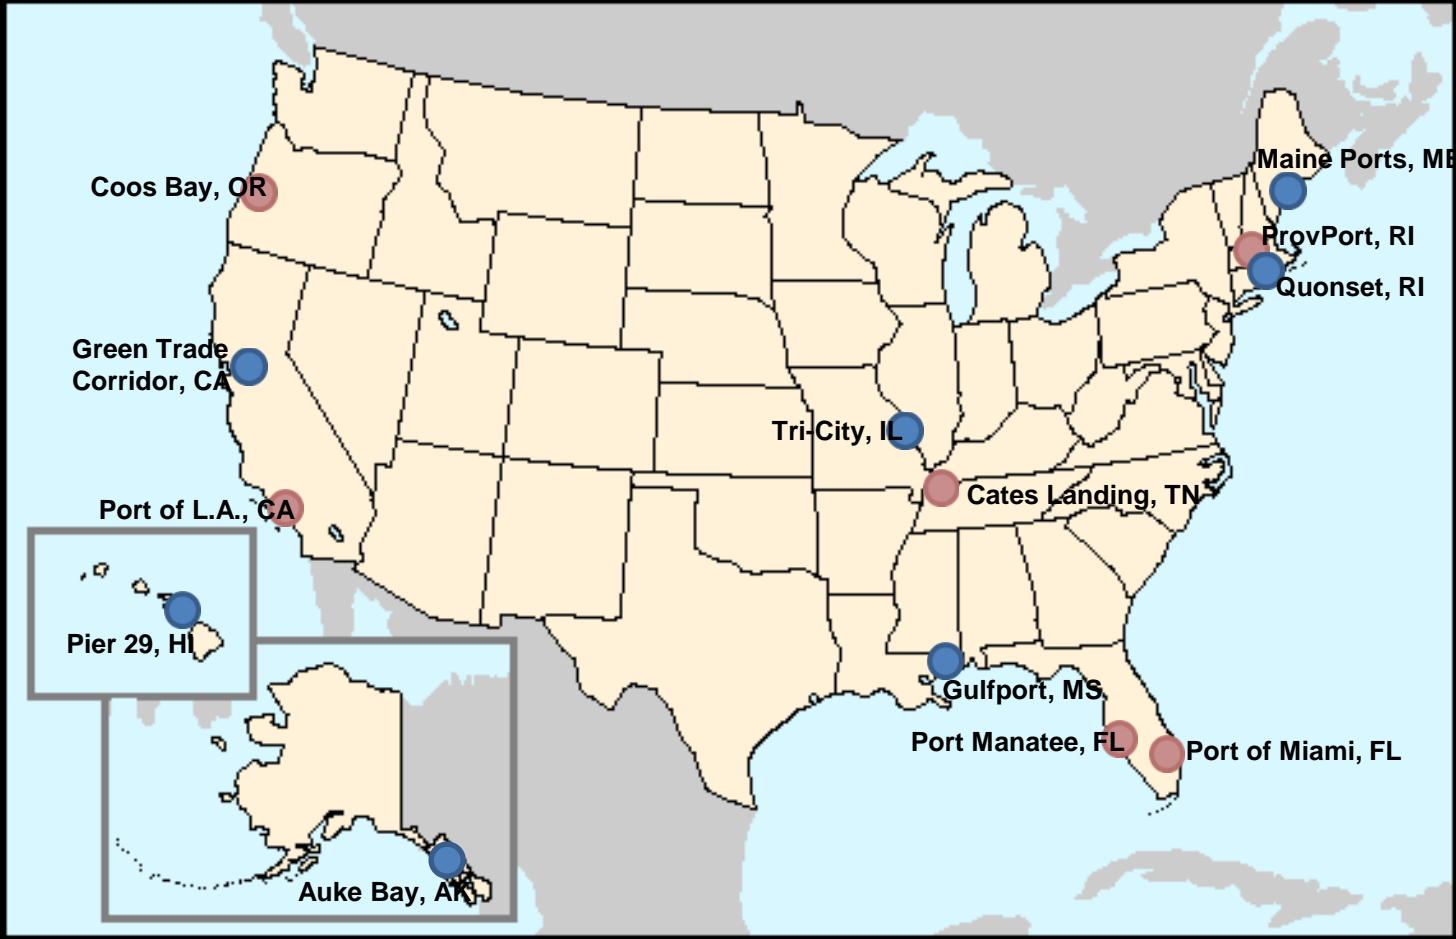 Maine Ports, ME
Coos Bay, OR
ProvPort, RI
Quonset, RI
Green Trade
Corridor, CA
Tri-City, IL
Cates Landing, TN
Port of L.A., CA
Pier 29, HI
Gulfport, MS
Port Manatee, FL
Port of Miami, FL
Auke Bay, AK